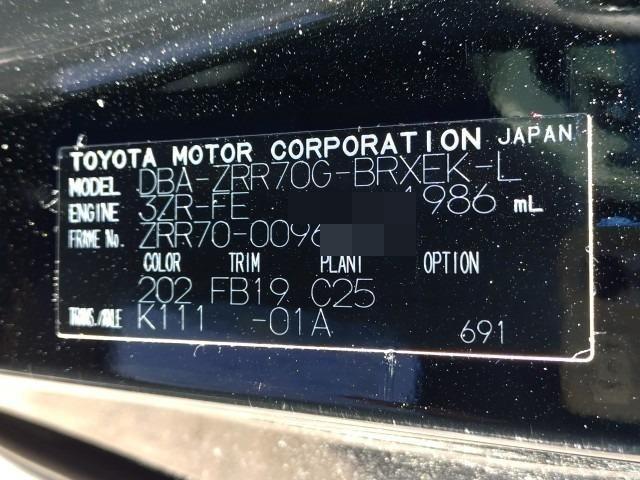 TOYOTA MOTOR CORPORATION JAPAN
MODEL DBA-ZRR70G-BRXEK-L
ENGINE 3ZR-FE 1986 mL
FRAME No. ZRR70-0096
COLOR TRIM PLANT OPTION
202 FB19 C25
TRANS./AXLE K111 -01A
691